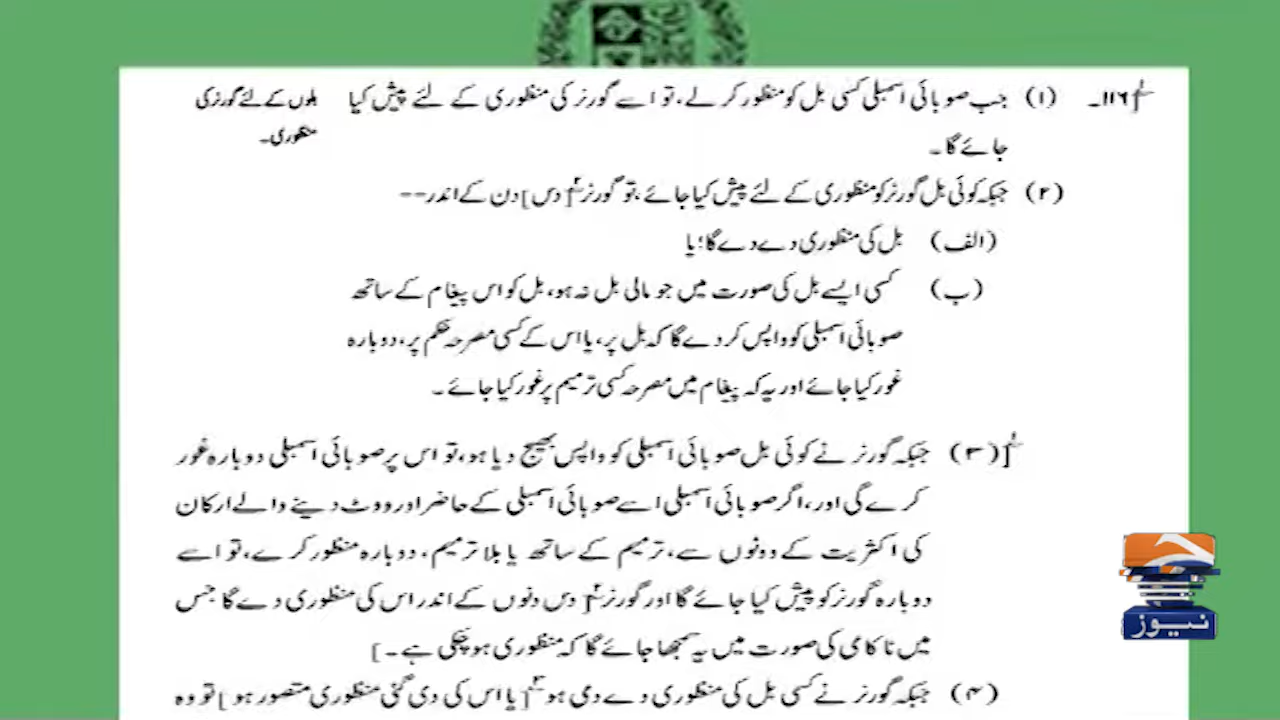 ۱[۱۱۶۔ (۱) جب صوبائی اسمبلی کسی بل کو منظور کر لے، تو اسے گورنر کی منظوری کے لئے پیش کیا
جائے گا۔
بلوں کے لئے گورنر کی
منظوری۔
(۲) جبکہ کوئی بل گورنر کو منظوری کے لئے پیش کیا جائے، تو گورنر ۲[دس] دن کے اندر--
(الف) بل کی منظوری دے دے گا؛ یا
(ب) کسی ایسے بل کی صورت میں جو مالی بل نہ ہو، بل کو اس پیغام کے ساتھ
صوبائی اسمبلی کو واپس کر دے گا کہ بل پر، یا اس کے کسی مصرحہ حکم پر، دوبارہ
غور کیا جائے اور یہ کہ پیغام میں مصرحہ کسی ترمیم پر غور کیا جائے۔
[(۳) جبکہ گورنر نے کوئی بل صوبائی اسمبلی کو واپس بھیج دیا ہو، تو اس پر صوبائی اسمبلی دوبارہ غور
کرے گی اور، اگر صوبائی اسمبلی اسے صوبائی اسمبلی کے حاضر اور ووٹ دینے والے ارکان
کی اکثریت کے ووٹوں سے، ترمیم کے ساتھ یا بلا ترمیم، دوبارہ منظور کرے، تو اسے
دوبارہ گورنر کو پیش کیا جائے گا اور گورنر [دس دنوں کے اندر اس کی منظوری دے گا جس
میں ناکامی کی صورت میں یہ سمجھا جائے گا کہ منظوری ہو چکی ہے۔]
(۴) جبکہ گورنر نے کسی بل کی منظوری دے دی ہو [یا اس کی دی گئی منظوری متصور ہو] تو وہ
نیوز